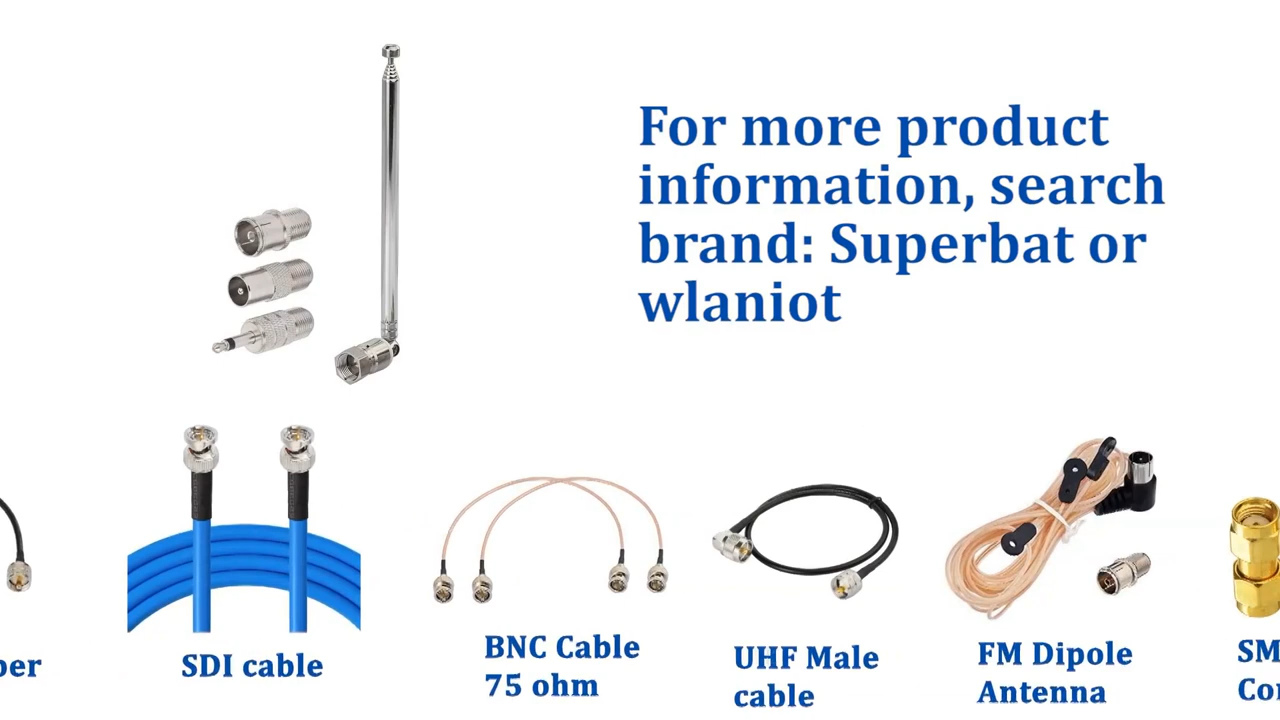 For more product
information, search
brand: Superbat or
wlaniot
SDI cable
BNC Cable
75 ohm
UHF Male
cable
FM Dipole
Antenna